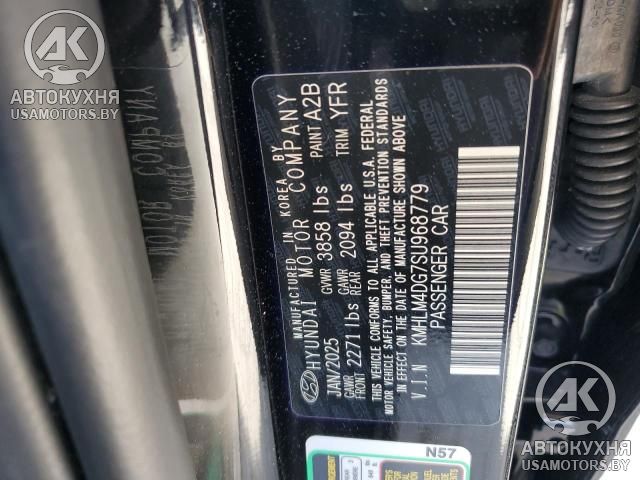 MANUFACTURED IN KOREA BY
HYUNDAI MOTOR COMPANY
JAN/2025 GVWR 3858 lbs PAINT A2B
GAWR FRONT 2271 lbs GAWR REAR 2094 lbs TRIM YFR
THIS VEHICLE CONFORMS TO ALL APPLICABLE U.S.A. FEDERAL
MOTOR VEHICLE SAFETY, BUMPER, AND THEFT PREVENTION STANDARDS
IN EFFECT ON THE DATE OF MANUFACTURE SHOWN ABOVE
V.I.N KMHLM4DG7SU968779
PASSENGER CAR
N57
АК
АВТОКУХНЯ
USAMOTORS.BY
АК
АВТОКУХНЯ
USAMOTORS.BY